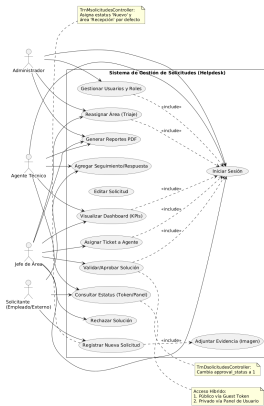 TrnMsolicitudesController:
Asigna estatus 'Nuevo' y
área 'Recepción' por defecto
Administrador
Sistema de Gestión de Solicitudes (Helpdesk)
Gestionar Usuarios y Roles
«include»
Reasignar Área (Triaje)
«include»
Generar Reportes PDF
Agente Técnico
Agregar Seguimiento/Respuesta
Iniciar Sesión
Editar Solicitud
Visualizar Dashboard (KPIs)
«include»
Asignar Ticket a Agente
«include»
Jefe de Área
Validar/Aprobar Solución
«include»
Solicitante
(Empleado/Externo)
Consultar Estatus (Token/Panel)
Rechazar Solución
Registrar Nueva Solicitud
«include»
Adjuntar Evidencia (Imagen)
TrnDsolicitudesController:
Cambia approval_status a 1
Acceso Híbrido:
1. Público vía Guest Token
2. Privado vía Panel de Usuario